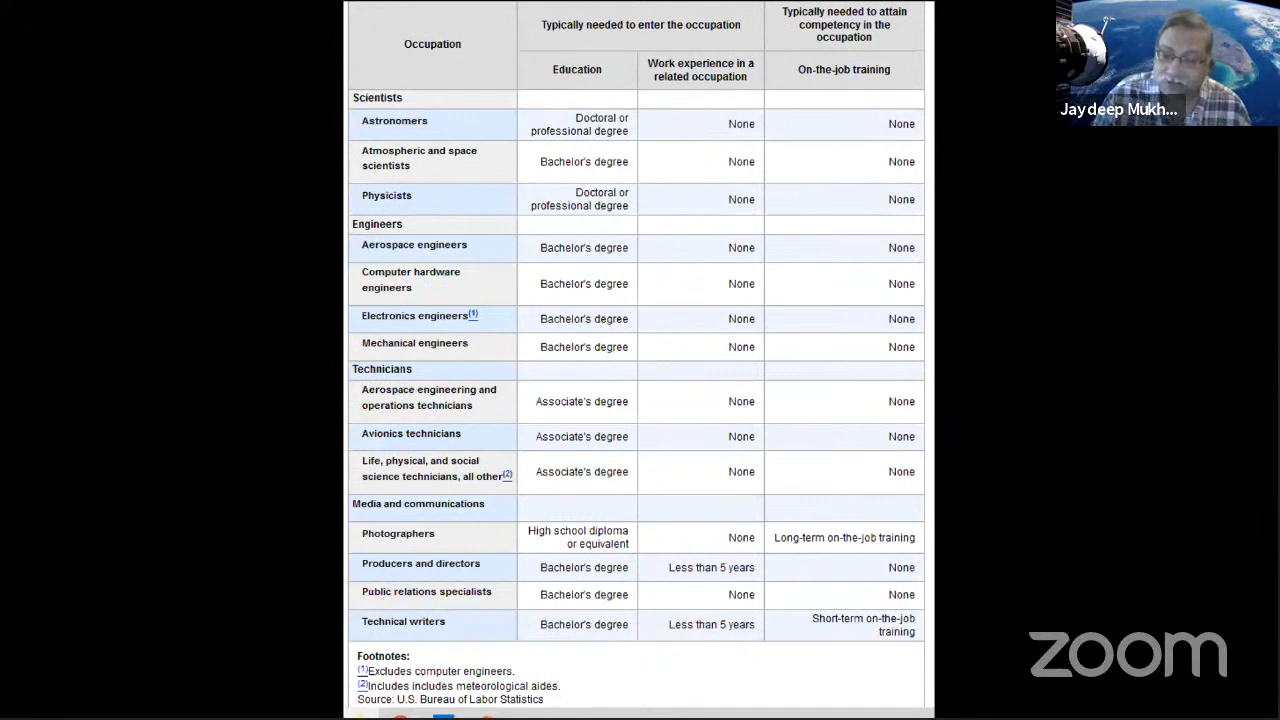 Occupation
Typically needed to enter the occupation
Typically needed to attain
competency in the
occupation
Education
Work experience in a
related occupation
On-the-job training
Scientists
Astronomers
Doctoral or
professional degree
None
None
Atmospheric and space
scientists
Bachelor's degree
None
None
Physicists
Doctoral or
professional degree
None
None
Engineers
Aerospace engineers
Bachelor's degree
None
None
Computer hardware
engineers
Bachelor's degree
None
None
Electronics engineers(1)
Bachelor's degree
None
None
Mechanical engineers
Bachelor's degree
None
None
Technicians
Aerospace engineering and
operations technicians
Associate's degree
None
None
Avionics technicians
Associate's degree
None
None
Life, physical, and social
science technicians, all other(2)
Associate's degree
None
None
Media and communications
Photographers
High school diploma
or equivalent
None
Long-term on-the-job training
Producers and directors
Bachelor's degree
Less than 5 years
None
Public relations specialists
Bachelor's degree
None
None
Technical writers
Bachelor's degree
Less than 5 years
Short-term on-the-job
training
Footnotes:
(1)Excludes computer engineers.
(2)Includes includes meteorological aides.
Source: U.S. Bureau of Labor Statistics
Jaydeep Mukh...
zoom